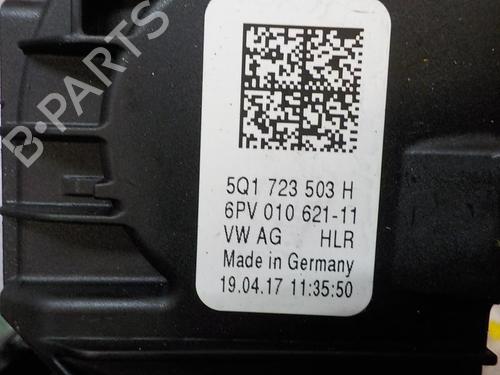 B-PARTS
5Q1 723 503 H
6PV 010 621-11
VW AG HLR
Made in Germany
19.04.17 11:35:50